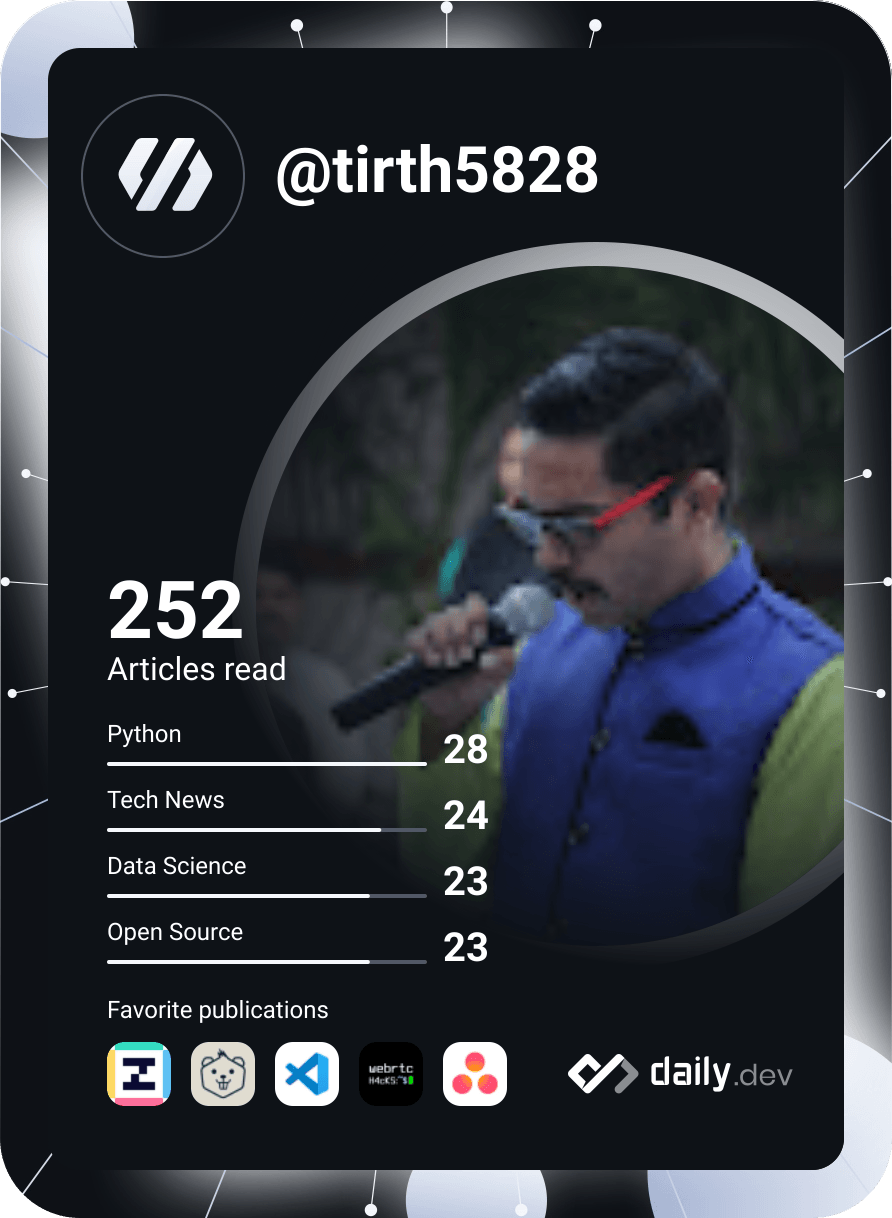 @tirth5828
252
Articles read
Python
28
Tech News
24
Data Science
23
Open Source
23
Favorite publications
webrtc
H4cKS:~$
daily.dev